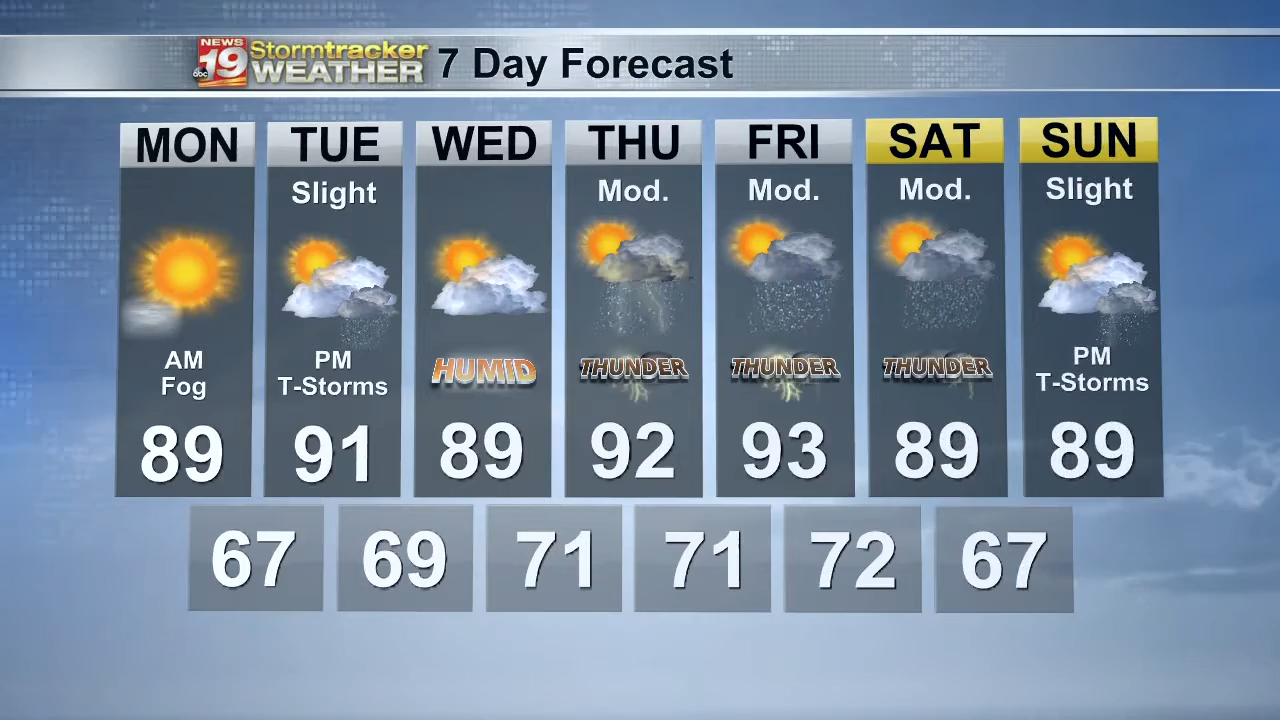 NEWS
abc 19
Stormtracker
WEATHER
7 Day Forecast
MON
TUE
WED
THU
FRI
SAT
SUN
Slight
Mod.
Mod.
Mod.
Slight
AM
Fog
PM
T-Storms
HUMID
THUNDER
THUNDER
THUNDER
PM
T-Storms
89
91
89
92
93
89
89
67
69
71
71
72
67